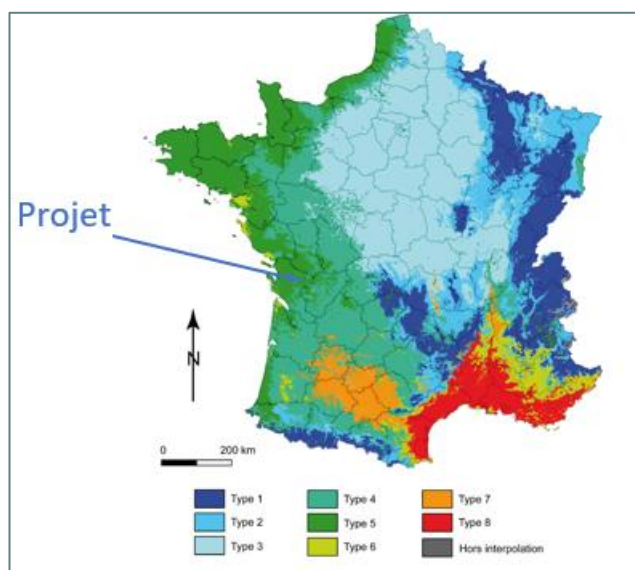 Projet
N
0 200 km
Type 1 Type 4 Type 7
Type 2 Type 5 Type 8
Type 3 Type 6 Hors interpolation